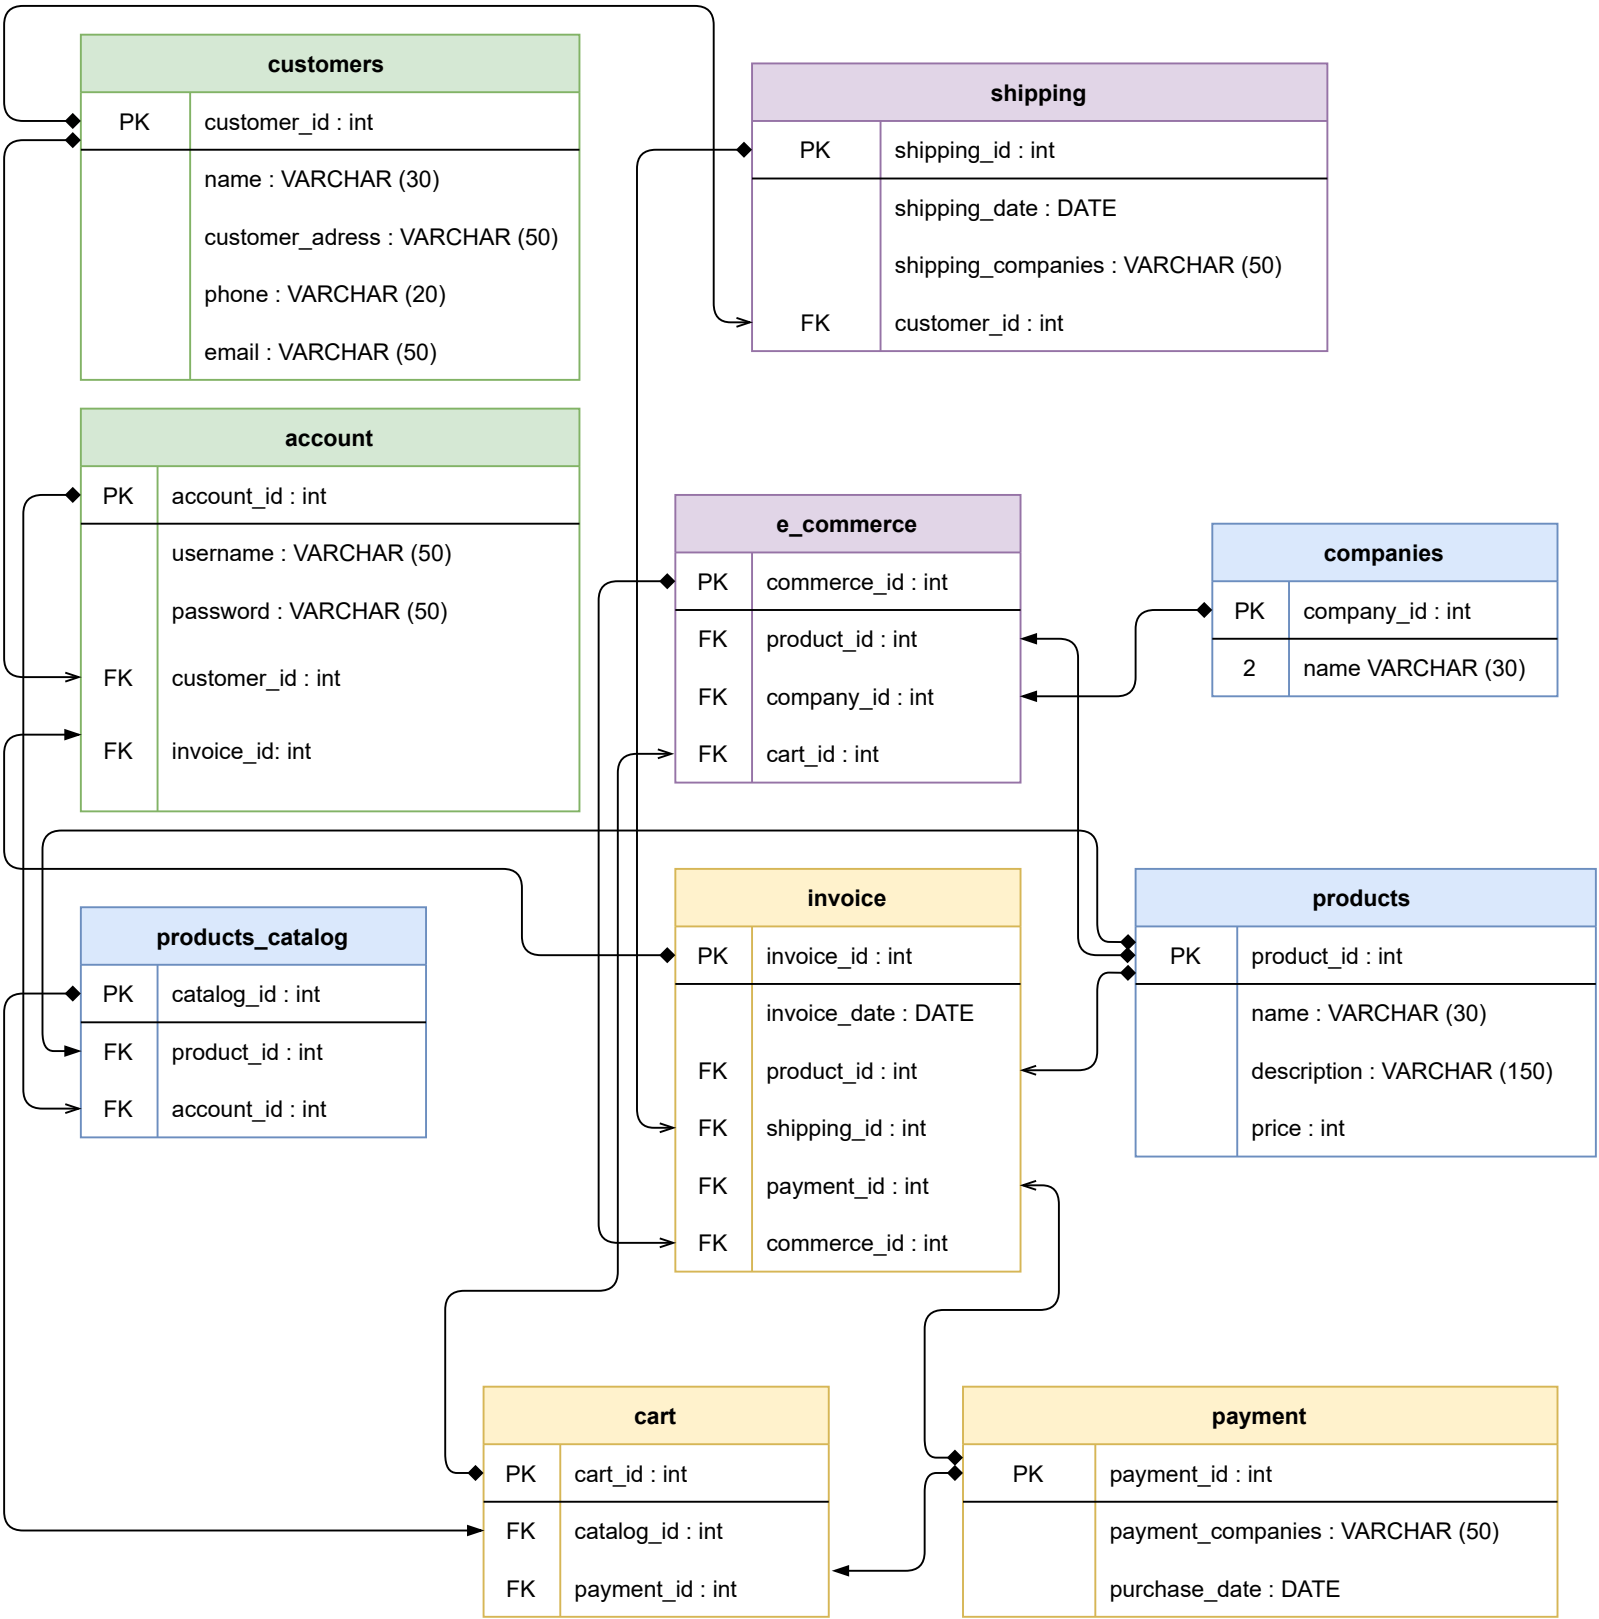 customers
PK customer_id : int
name : VARCHAR (30)
customer_adress : VARCHAR (50)
phone : VARCHAR (20)
email : VARCHAR (50)
shipping
PK shipping_id : int
shipping_date : DATE
shipping_companies : VARCHAR (50)
FK customer_id : int
account
PK account_id : int
username : VARCHAR (50)
password : VARCHAR (50)
FK customer_id : int
FK invoice_id: int
e_commerce
PK commerce_id : int
FK product_id : int
FK company_id : int
FK cart_id : int
companies
PK company_id : int
2 name VARCHAR (30)
products_catalog
PK catalog_id : int
FK product_id : int
FK account_id : int
invoice
PK invoice_id : int
invoice_date : DATE
FK product_id : int
FK shipping_id : int
FK payment_id : int
FK commerce_id : int
products
PK product_id : int
name : VARCHAR (30)
description : VARCHAR (150)
price : int
cart
PK cart_id : int
FK catalog_id : int
FK payment_id : int
payment
PK payment_id : int
payment_companies : VARCHAR (50)
purchase_date : DATE